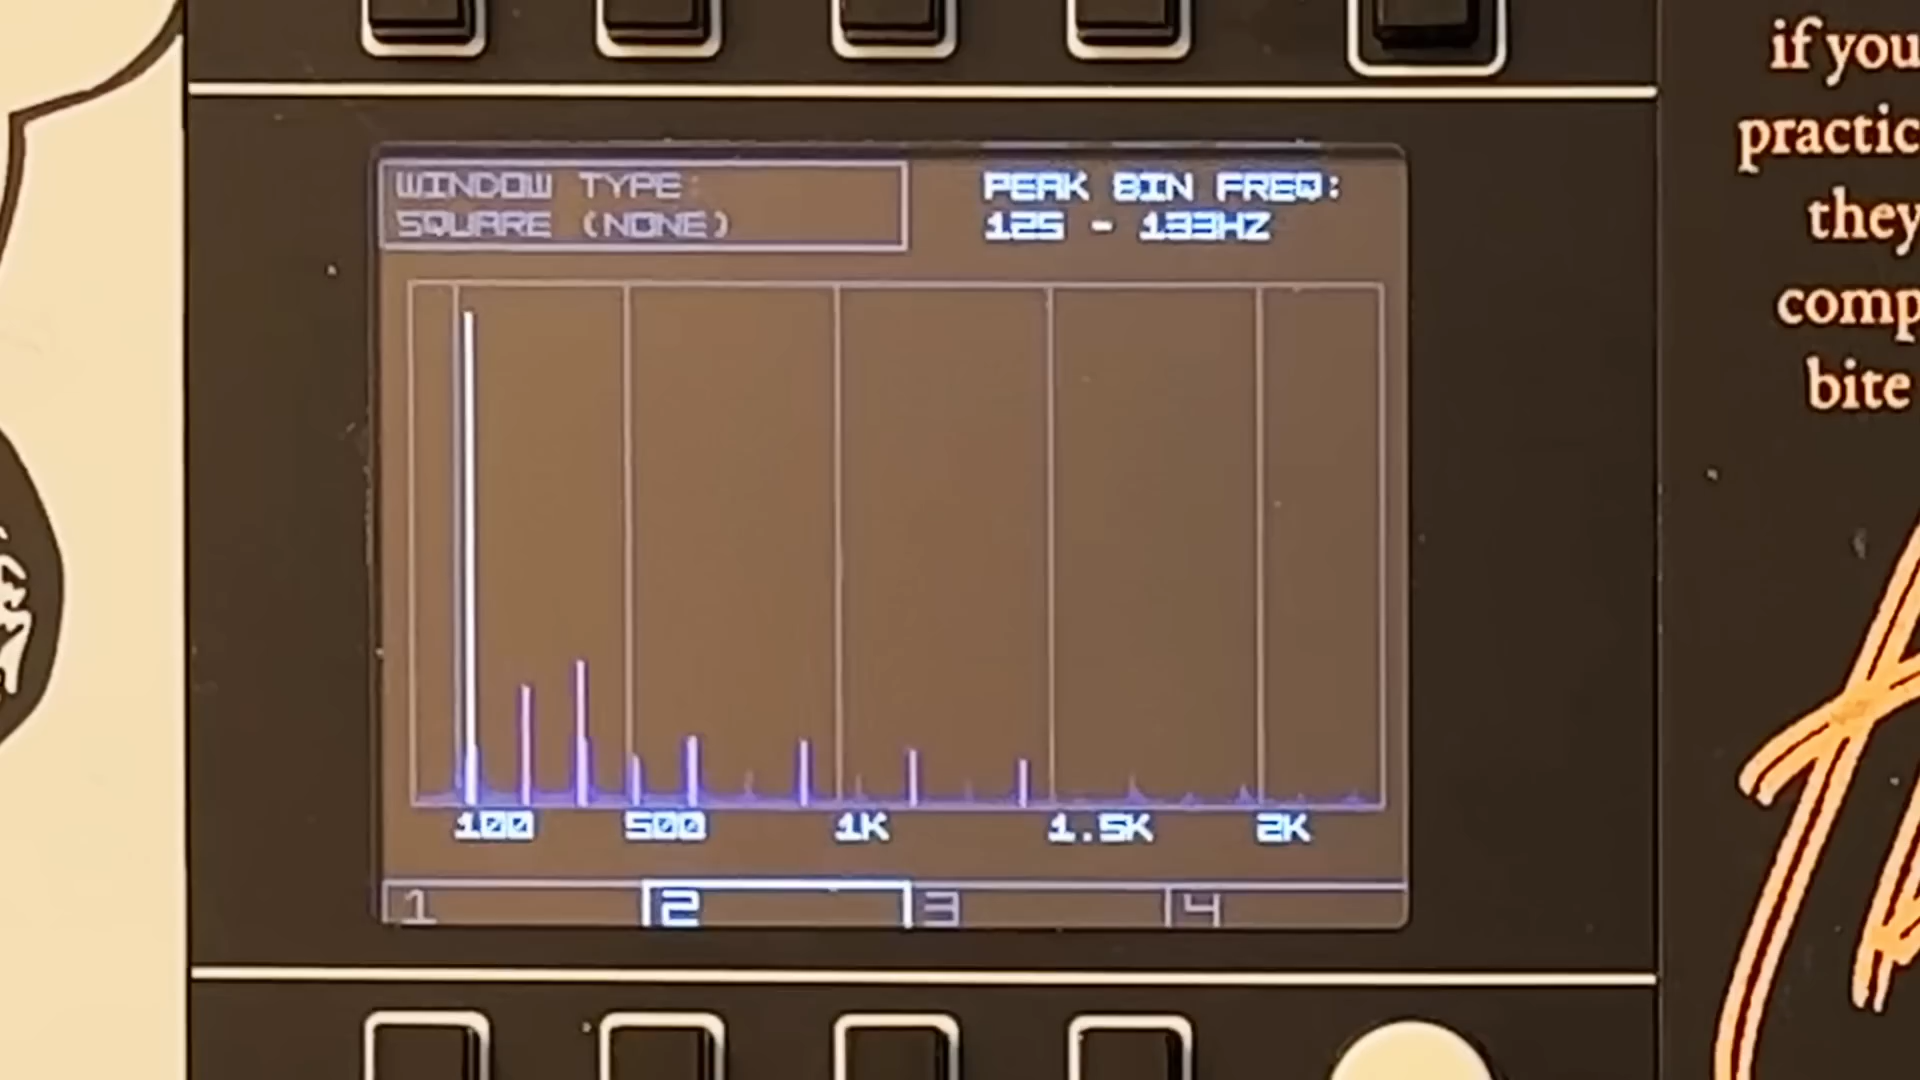 WINDOW TYPE:
SQUARE (NONE)
PEAK BIN FREQ:
125 - 133HZ
100 500 1K 1.5K 2K
1 2 3 4
if you
practic
they
comp
bite